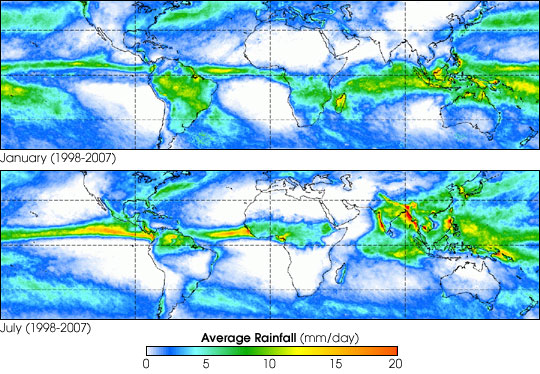 January (1998-2007)
July (1998-2007)
Average Rainfall (mm/day)
0 5 10 15 20